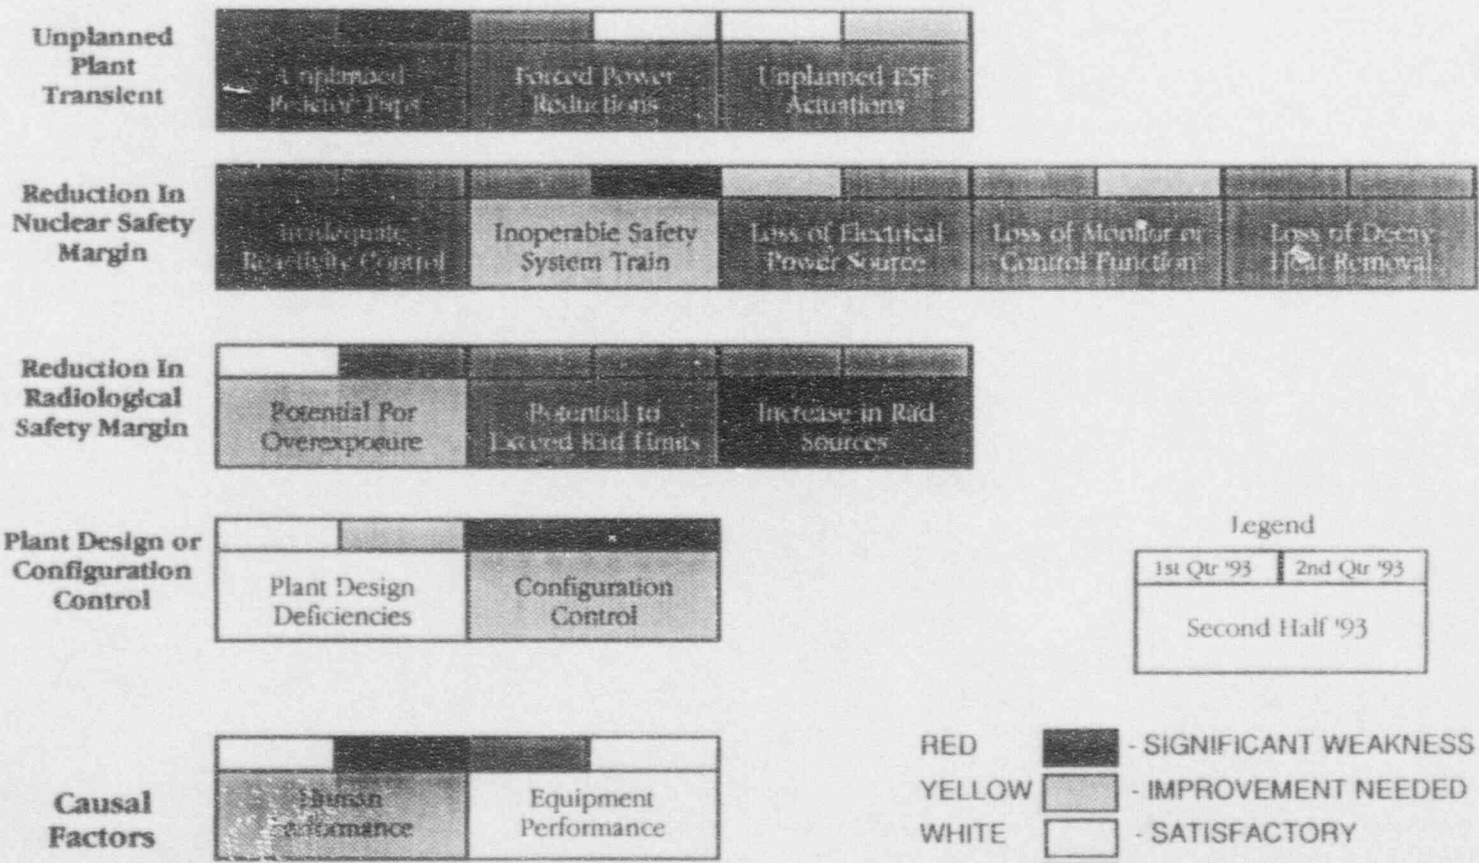 Unplanned
Plant
Transient
Unplanned
Reactor Trips
Forced Power
Reductions
Unplanned ESF
Actuations
Reduction In
Nuclear Safety
Margin
Inadequate
Reactivity Control
Inoperable Safety
System Train
Loss of Electrical
Power Source
Loss of Monitor or
Control Function
Loss of Decay
Heat Removal
Reduction In
Radiological
Safety Margin
Potential For
Overexposure
Potential to
Exceed Rad Limits
Increase in Rad
Sources
Plant Design or
Configuration
Control
Plant Design
Deficiencies
Configuration
Control
Legend
1st Qtr '93 2nd Qtr '93
Second Half '93
Causal
Factors
Human
Performance
Equipment
Performance
RED - SIGNIFICANT WEAKNESS
YELLOW - IMPROVEMENT NEEDED
WHITE - SATISFACTORY